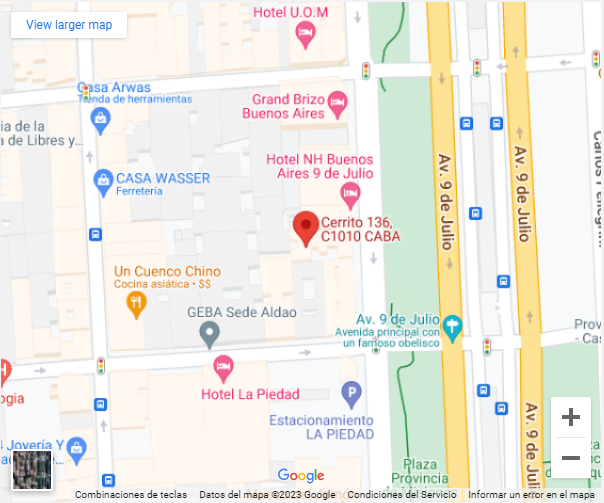 View larger map
Hotel U.O.M
Casa Arwas
Tienda de herramientas
Grand Brizo
Buenos Aires
ia de la
a de Libres y...
Hotel NH Buenos
Aires 9 de Julio
CASA WASSER
Ferretería
Av. 9 de Julio
Av. 9 de Julio
Cerrito 136,
C1010 CABA
Un Cuenco Chino
Cocina asiática • $$
GEBA Sede Aldao
Av. 9 de Julio
Avenida principal con
un famoso obelisco
Prov
- Cas
ogia
Hotel La Piedad
Estacionamiento
LA PIEDAD
Av. 9 de Julio
Joyería Y
Plaza
Provincia
Google
Combinaciones de teclas
Datos del mapa ©2023 Google
Condiciones del Servicio
Informar un error en el mapa